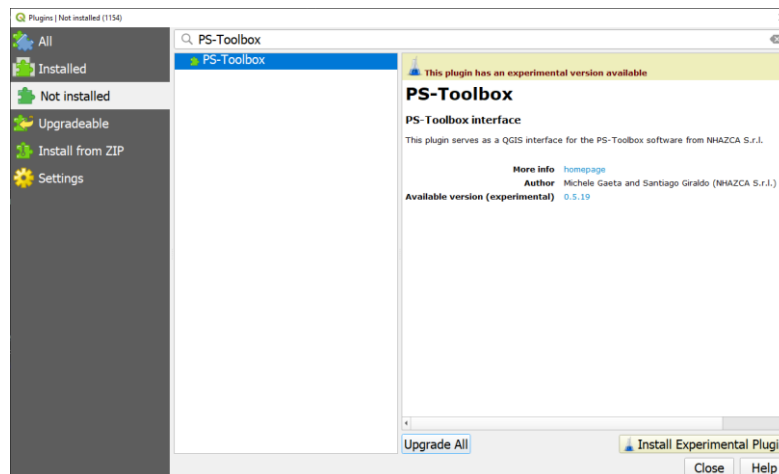 Plugins | Not installed (1154)
All
Installed
Not installed
Upgradeable
Install from ZIP
Settings
PS-Toolbox
PS-Toolbox
This plugin has an experimental version available
PS-Toolbox
PS-Toolbox interface
This plugin serves as a QGIS interface for the PS-Toolbox software from NHAZCA S.r.l.
More info homepage
Author Michele Gaeta and Santiago Giraldo (NHAZCA S.r.l.)
Available version (experimental) 0.5.19
Upgrade All
Install Experimental Plugi
Close Help